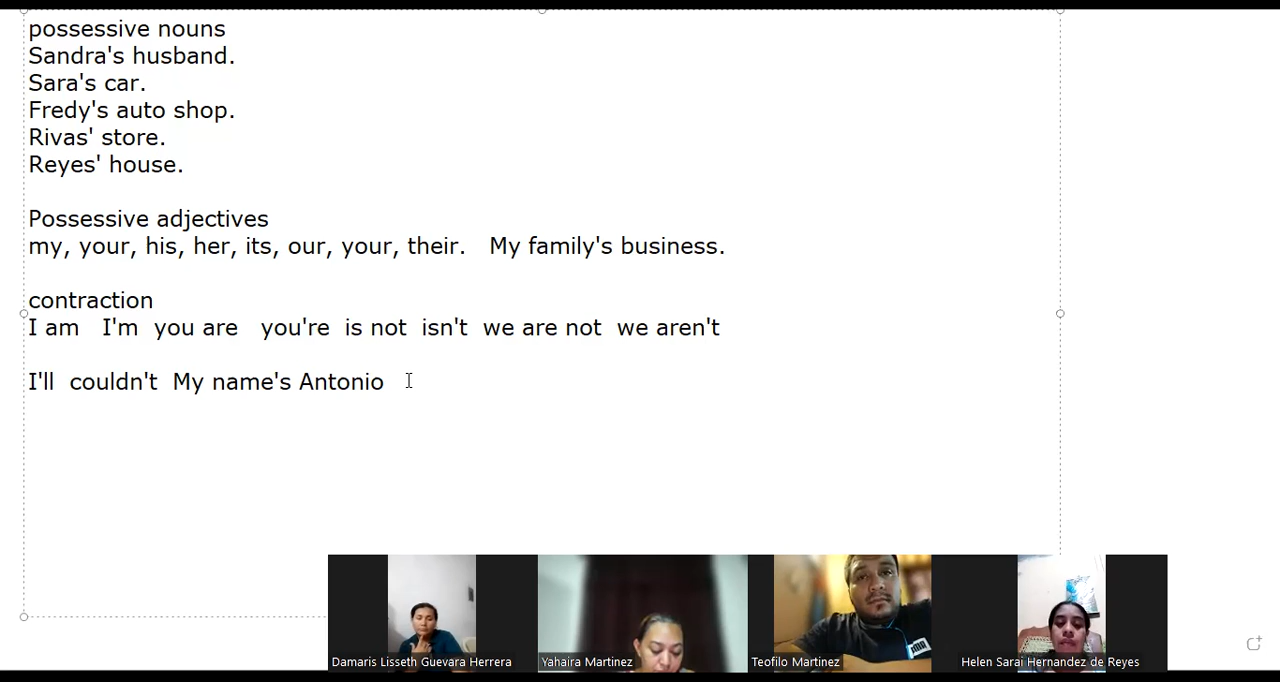 possessive nouns
Sandra's husband.
Sara's car.
Fredy's auto shop.
Rivas' store.
Reyes' house.
Possessive adjectives
my, your, his, her, its, our, your, their.   My family's business.
contraction
I am   I'm  you are   you're  is not  isn't  we are not  we aren't
I'll  couldn't  My name's Antonio
Damaris Lisseth Guevara Herrera
Yahaira Martinez
Teofilo Martinez
Helen Sarai Hernandez de Reyes